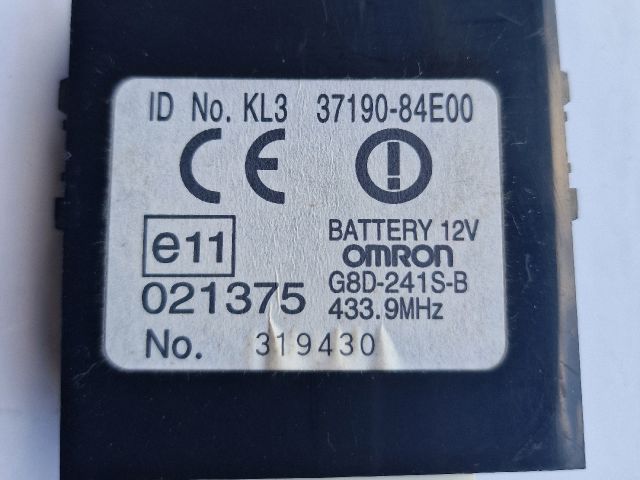 ID No. KL3 37190-84E00
CE
e11
BATTERY 12V
OMRON
021375
G8D-241S-B
433.9MHz
No. 319430